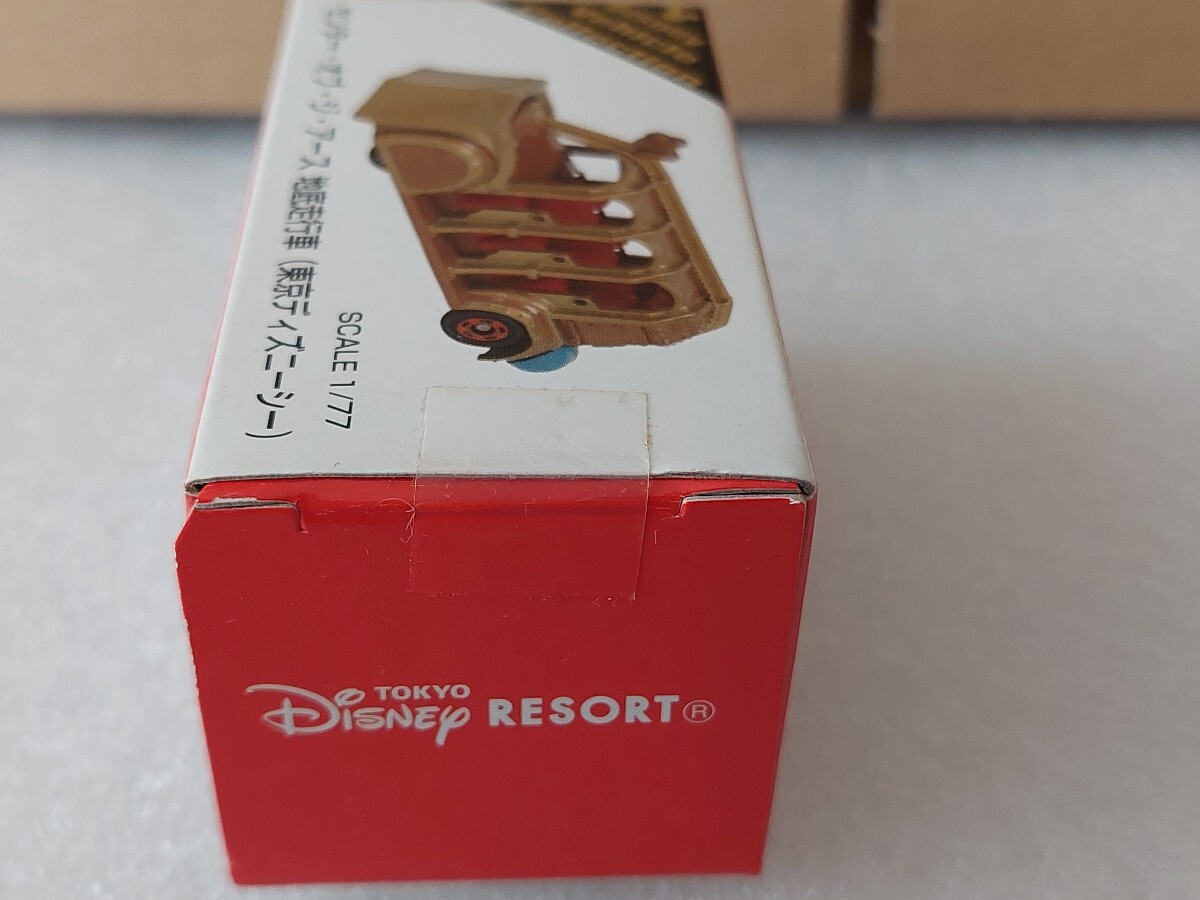 センター・オブ・ジ・アース 地底走行車 (東京ディズニーシー)
SCALE 1/77
TOKYO
DISNEY RESORT®